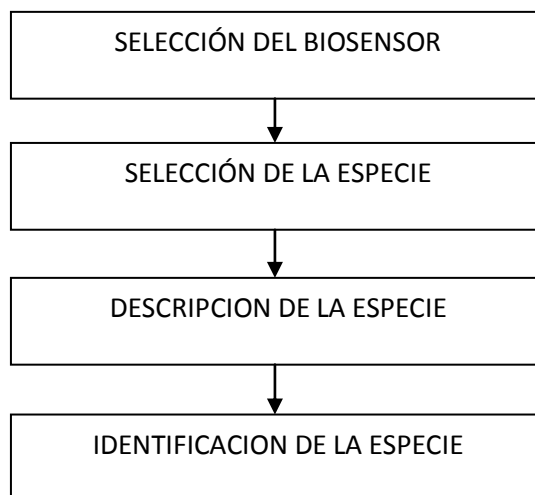 SELECCIÓN DEL BIOSENSOR
SELECCIÓN DE LA ESPECIE
DESCRIPCION DE LA ESPECIE
IDENTIFICACION DE LA ESPECIE